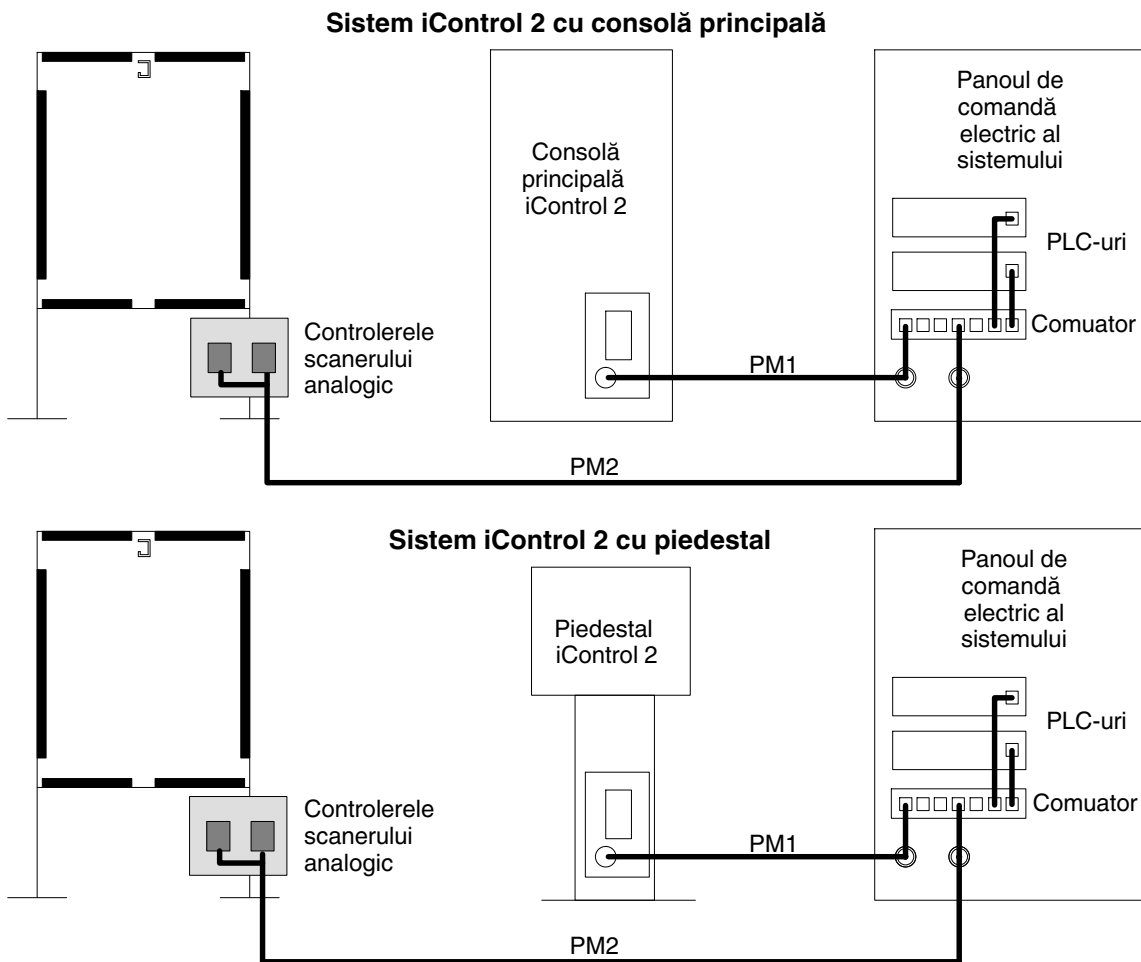 Sistem iControl 2 cu consolă principală
Panoul de
comandă
electric al
sistemului
Consolă
principală
iControl 2
PLC-uri
Comuator
Controlerele
scanerului
analogic
PM1
PM2
Sistem iControl 2 cu piedestal
Panoul de
comandă
electric al
sistemului
Piedestal
iControl 2
PLC-uri
Comuator
Controlerele
scanerului
analogic
PM1
PM2